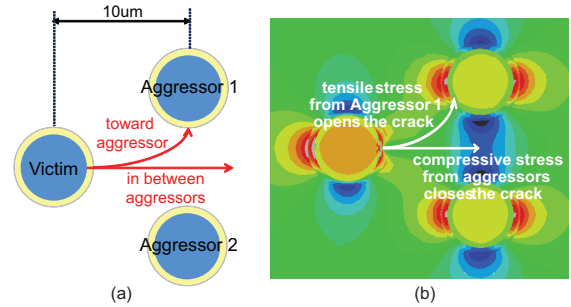 10um
Aggressor 1
toward
aggressor
Victim
in between
aggressors
Aggressor 2
(a)
tensile stress
from Aggressor 1
opens the crack
compressive stress
from aggressors
closes the crack
(b)